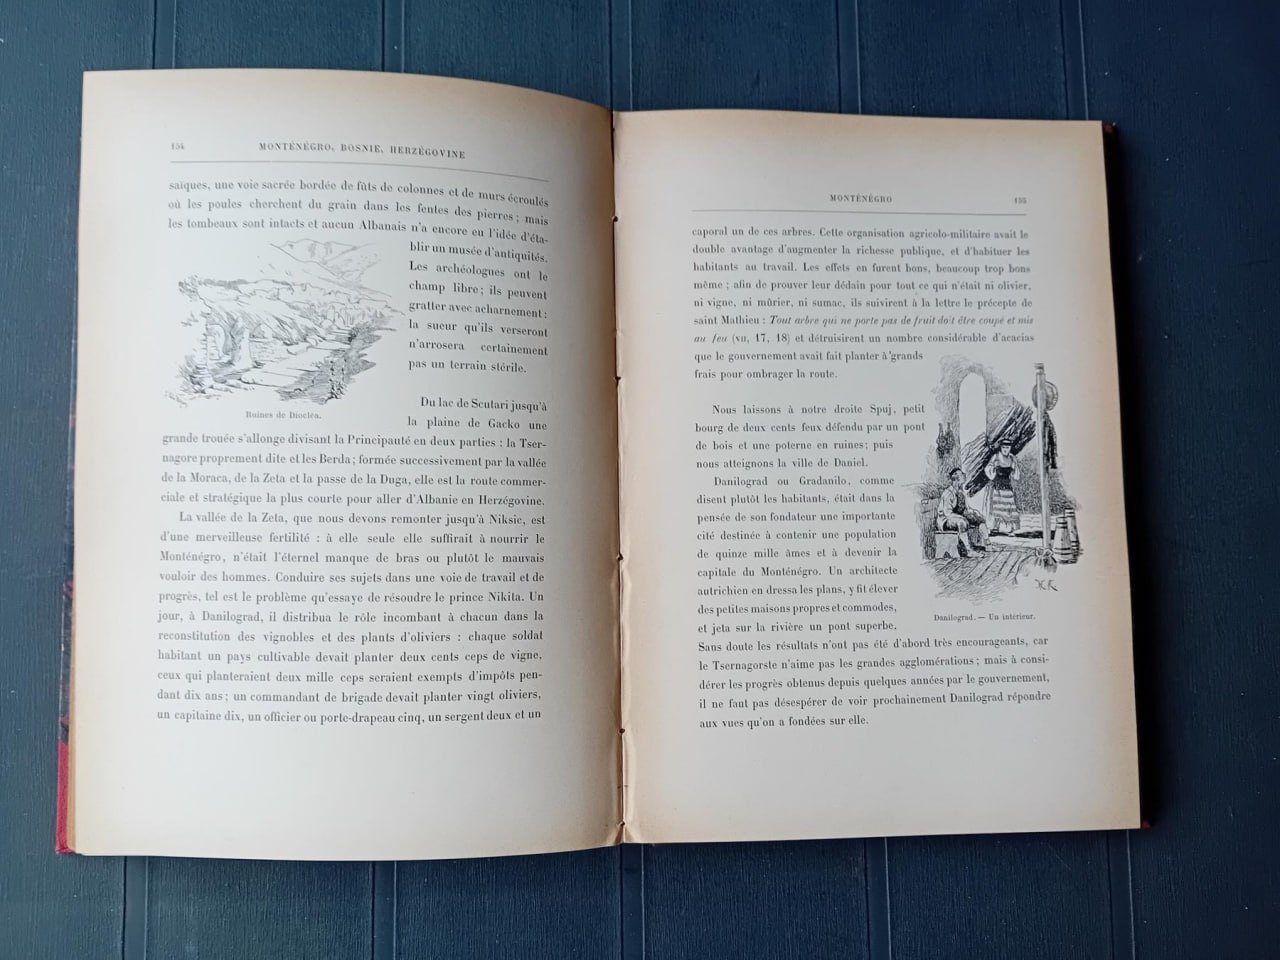 154
MONTÉNÉGRO, BOSNIE, HERZÉGOVINE
saïques, une voie sacrée bordée de fûts de colonnes et de murs écroulés
où les poules cherchent du grain dans les fentes des pierres ; mais
les tombeaux sont intacts et aucun Albanais n'a encore eu l'idée d'éta-
blir un musée d'antiquités.
Les archéologues ont le
champ libre ; ils peuvent
gratter avec acharnement :
la sueur qu'ils verseront
n'arrosera certainement
pas un terrain stérile.
Ruines de Diocléa.
Du lac de Scutari jusqu'à
la plaine de Gacko une
grande trouée s'allonge divisant la Principauté en deux parties : la Tser-
nagore proprement dite et les Berda ; formée successivement par la vallée
de la Moraca, de la Zeta et la passe de la Duga, elle est la route commer-
ciale et stratégique la plus courte pour aller d'Albanie en Herzégovine.
La vallée de la Zeta, que nous devons remonter jusqu'à Niksic, est
d'une merveilleuse fertilité : à elle seule elle suffirait à nourrir le
Monténégro, n'était l'éternel manque de bras ou plutôt le mauvais
vouloir des hommes. Conduire ses sujets dans une voie de travail et de
progrès, tel est le problème qu'essaye de résoudre le prince Nikita. Un
jour, à Danilograd, il distribua le rôle incombant à chacun dans la
reconstitution des vignobles et des plants d'oliviers : chaque soldat
habitant un pays cultivable devait planter deux cents ceps de vigne,
ceux qui planteraient deux mille ceps seraient exempts d'impôts pen-
dant dix ans ; un commandant de brigade devait planter vingt oliviers,
un capitaine dix, un officier ou porte-drapeau cinq, un sergent deux et un
MONTÉNÉGRO
155
caporal un de ces arbres. Cette organisation agricolo-militaire avait le
double avantage d'augmenter la richesse publique, et d'habituer les
habitants au travail. Les effets en furent bons, beaucoup trop bons
même ; afin de prouver leur dédain pour tout ce qui n'était ni olivier,
ni vigne, ni mûrier, ni sumac, ils suivirent à la lettre le précepte de
saint Mathieu : Tout arbre qui ne porte pas de fruit doit être coupé et mis
au feu (VII, 17, 18) et détruisirent un nombre considérable d'acacias
que le gouvernement avait fait planter à grands
frais pour ombrager la route.
Nous laissons à notre droite Spuj, petit
bourg de deux cents feux défendu par un pont
de bois et une poterne en ruines ; puis
nous atteignons la ville de Daniel.
Danilograd ou Gradanilo, comme
disent plutôt les habitants, était dans la
pensée de son fondateur une importante
cité destinée à contenir une population
de quinze mille âmes et à devenir la
capitale du Monténégro. Un architecte
autrichien en dressa les plans, y fit élever
des petites maisons propres et commodes,
et jeta sur la rivière un pont superbe.
Danilograd. — Un intérieur.
Sans doute les résultats n'ont pas été d'abord très encourageants, car
le Tsernagorste n'aime pas les grandes agglomérations ; mais à consi-
dérer les progrès obtenus depuis quelques années par le gouvernement,
il ne faut pas désespérer de voir prochainement Danilograd répondre
aux vues qu'on a fondées sur elle.